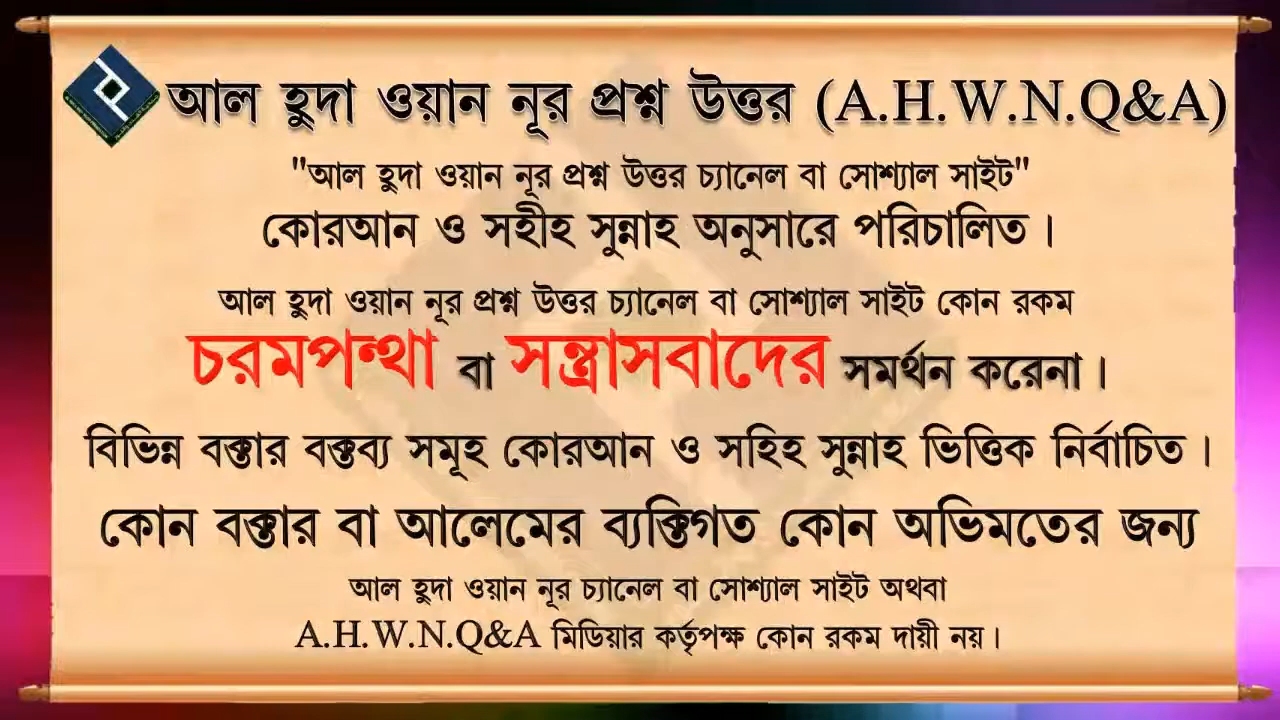 আল হুদা ওয়ান নূর প্রশ্ন উত্তর (A.H.W.N.Q&A)
"আল হুদা ওয়ান নূর প্রশ্ন উত্তর চ্যানেল বা সোশ্যাল সাইট"
কোরআন ও সহীহ সুন্নাহ অনুসারে পরিচালিত।
আল হুদা ওয়ান নূর প্রশ্ন উত্তর চ্যানেল বা সোশ্যাল সাইট কোন রকম
চরমপন্থা বা সন্ত্রাসবাদের সমর্থন করেনা।
বিভিন্ন বক্তার বক্তব্য সমূহ কোরআন ও সহিহ সুন্নাহ ভিত্তিক নির্বাচিত।
কোন বক্তার বা আলেমের ব্যক্তিগত কোন অভিমতের জন্য
আল হুদা ওয়ান নূর চ্যানেল বা সোশ্যাল সাইট অথবা
A.H.W.N.Q&A মিডিয়ার কর্তৃপক্ষ কোন রকম দায়ী নয়।